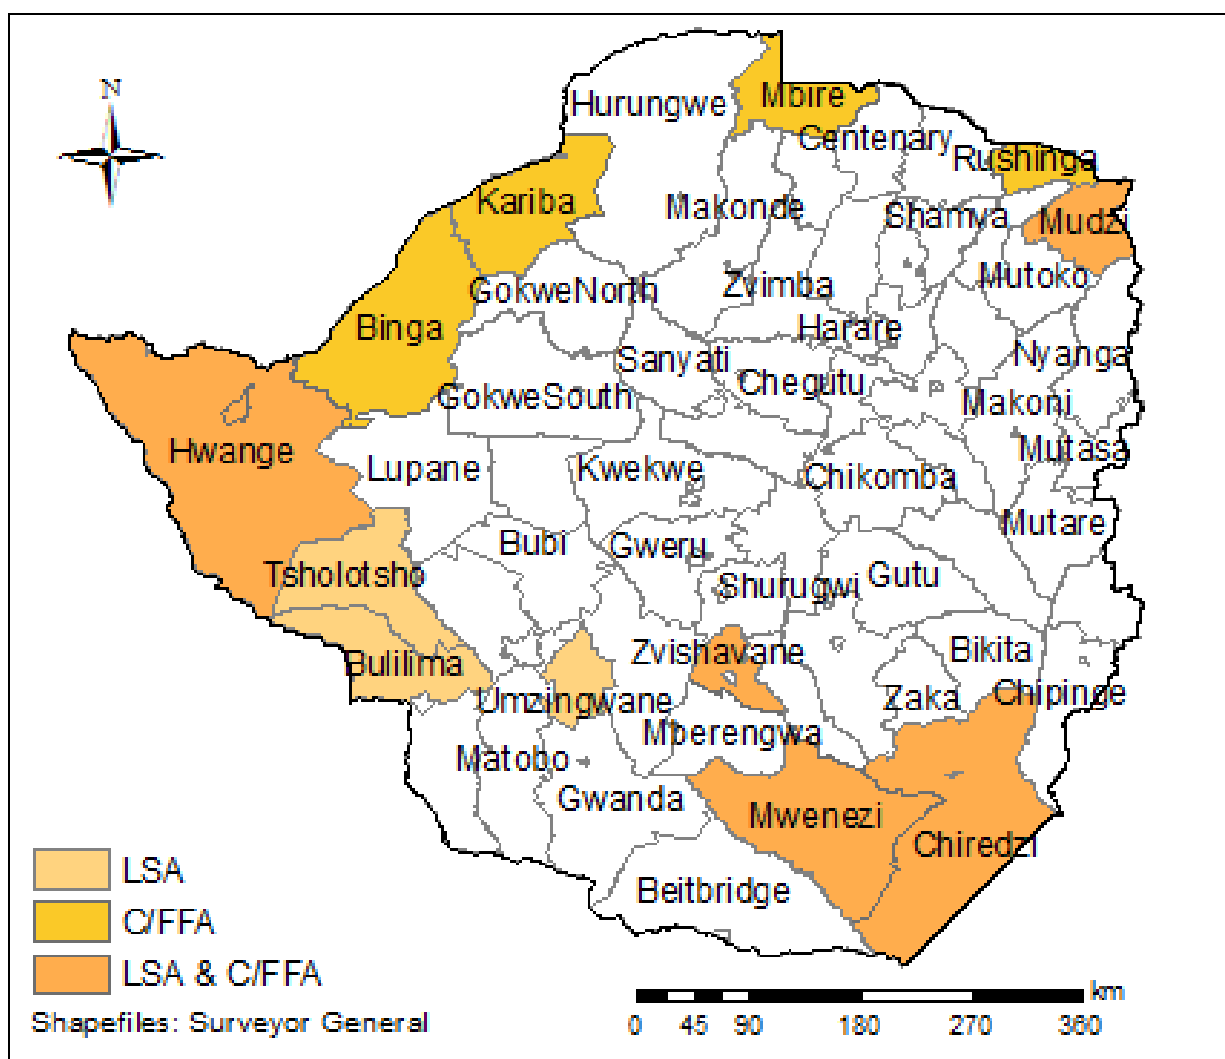 N
Hurungwe
Mbire
Centenary
Rushinga
Kariba
Makonde
Shamva
Mudzi
Mutoko
GokweNorth
Zvimba
Binga
Harare
Nyanga
Sanyati
Chegutu
GokweSouth
Makoni
Hwange
Lupane
Kwekwe
Chikomba
Mutasa
Mutare
Bubi
Gweru
Tsholotsho
Shurugwi
Gutu
Bulilima
Zvishavane
Bikita
Umzingwane
Zaka
Chipinge
Mberengwa
Matobo
Gwanda
Mwenezi
Chiredzi
Beitbridge
LSA
C/FFA
LSA & C/FFA
Shapefiles: Surveyor General
km
0 45 90 180 270 360